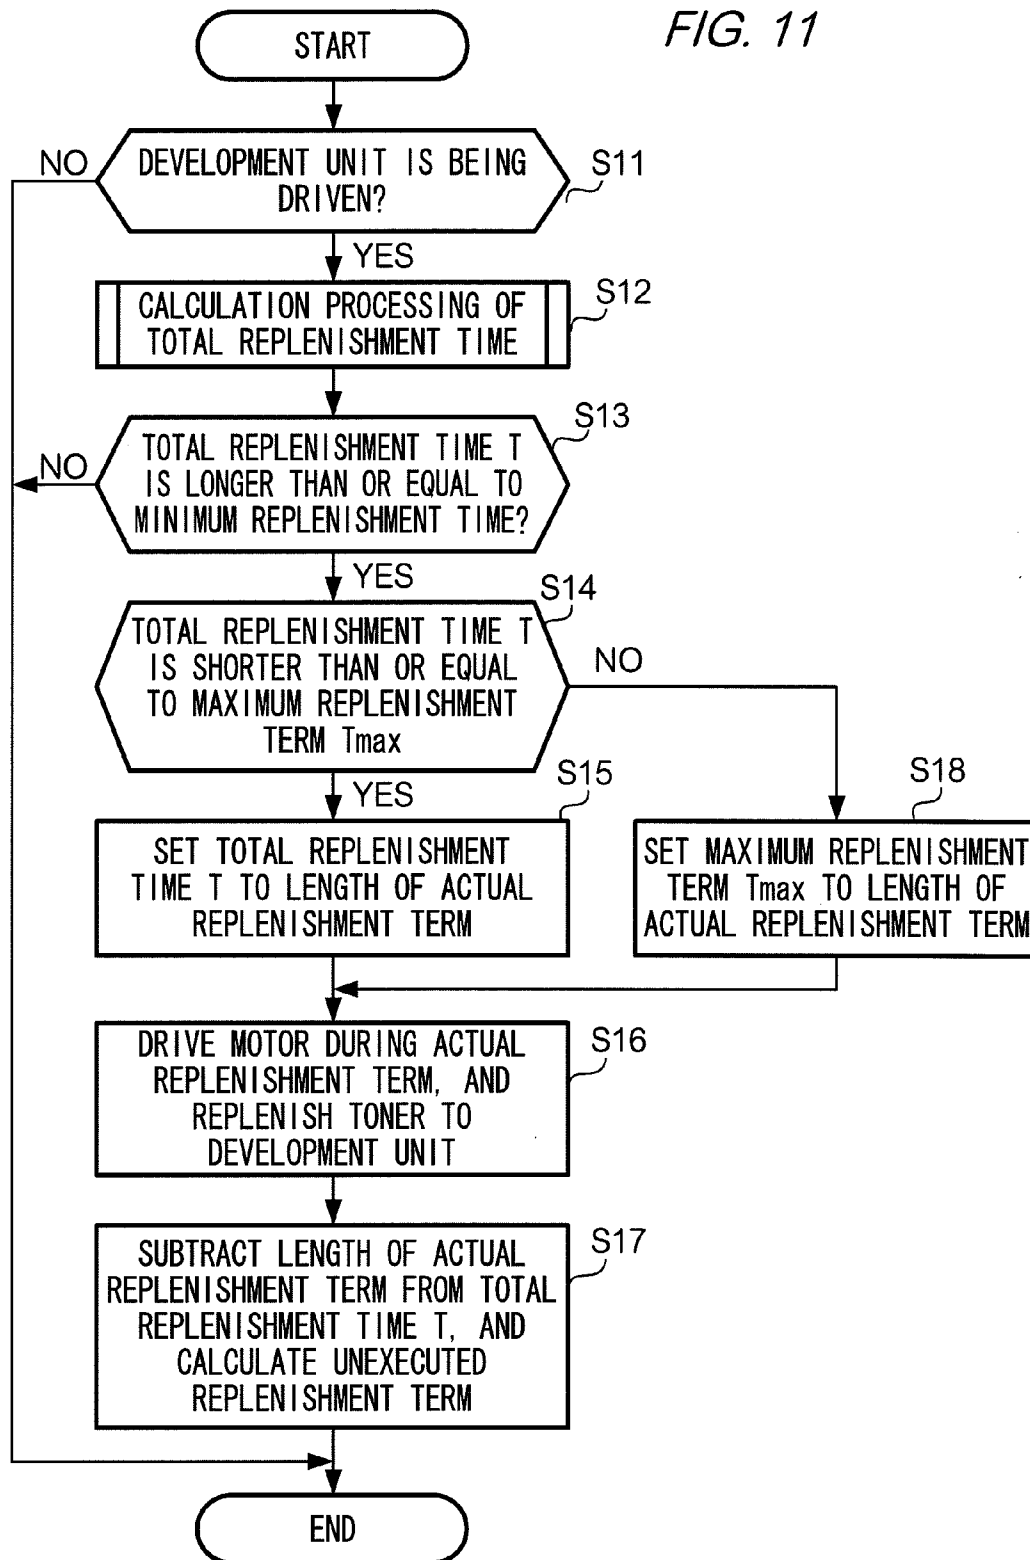 FIG. 11
START
NO
DEVELOPMENT UNIT IS BEING
DRIVEN?
S11
YES
CALCULATION PROCESSING OF
TOTAL REPLENISHMENT TIME
S12
S13
NO
TOTAL REPLENISHMENT TIME T
IS LONGER THAN OR EQUAL TO
MINIMUM REPLENISHMENT TIME?
YES
S14
TOTAL REPLENISHMENT TIME T
IS SHORTER THAN OR EQUAL
TO MAXIMUM REPLENISHMENT
TERM Tmax
NO
YES
S15
SET TOTAL REPLENISHMENT
TIME T TO LENGTH OF ACTUAL
REPLENISHMENT TERM
S18
SET MAXIMUM REPLENISHMENT
TERM Tmax TO LENGTH OF
ACTUAL REPLENISHMENT TERM
DRIVE MOTOR DURING ACTUAL
REPLENISHMENT TERM, AND
REPLENISH TONER TO
DEVELOPMENT UNIT
S16
SUBTRACT LENGTH OF ACTUAL
REPLENISHMENT TERM FROM TOTAL
REPLENISHMENT TIME T, AND
CALCULATE UNEXECUTED
REPLENISHMENT TERM
S17
END